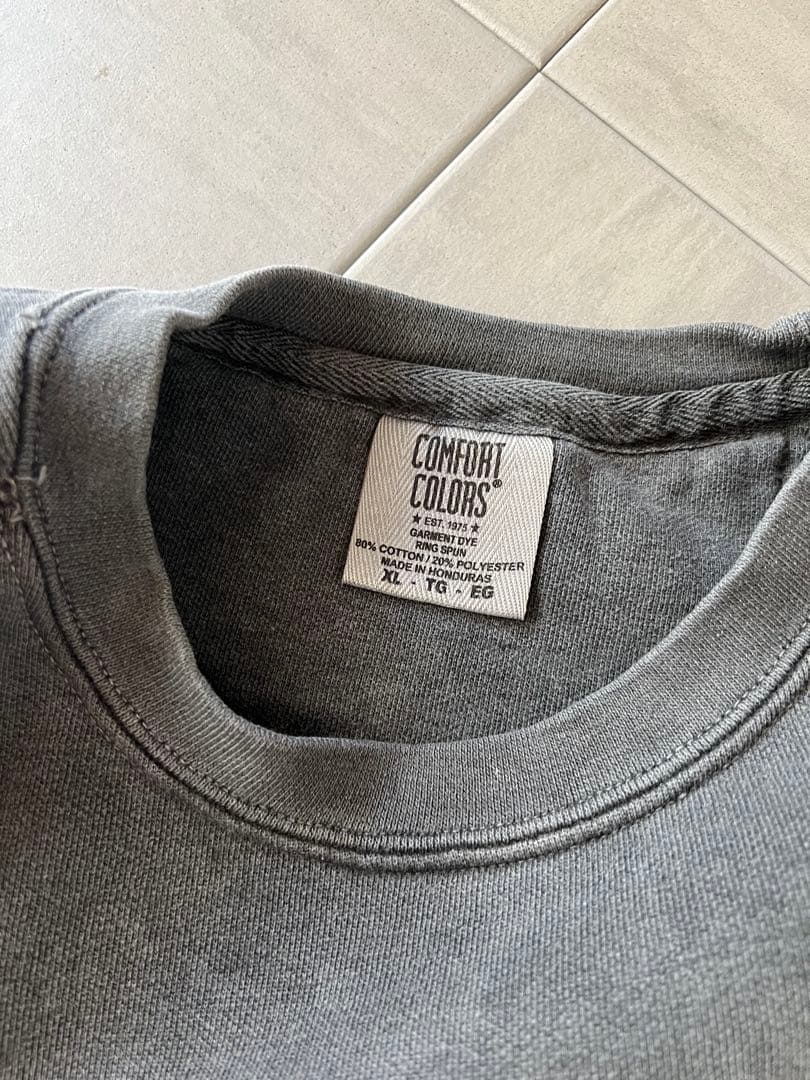 COMFORT
COLORS®
★ EST. 1975 ★
GARMENT DYE
RING SPUN
80% COTTON / 20% POLYESTER
MADE IN HONDURAS
XL - TG - EG